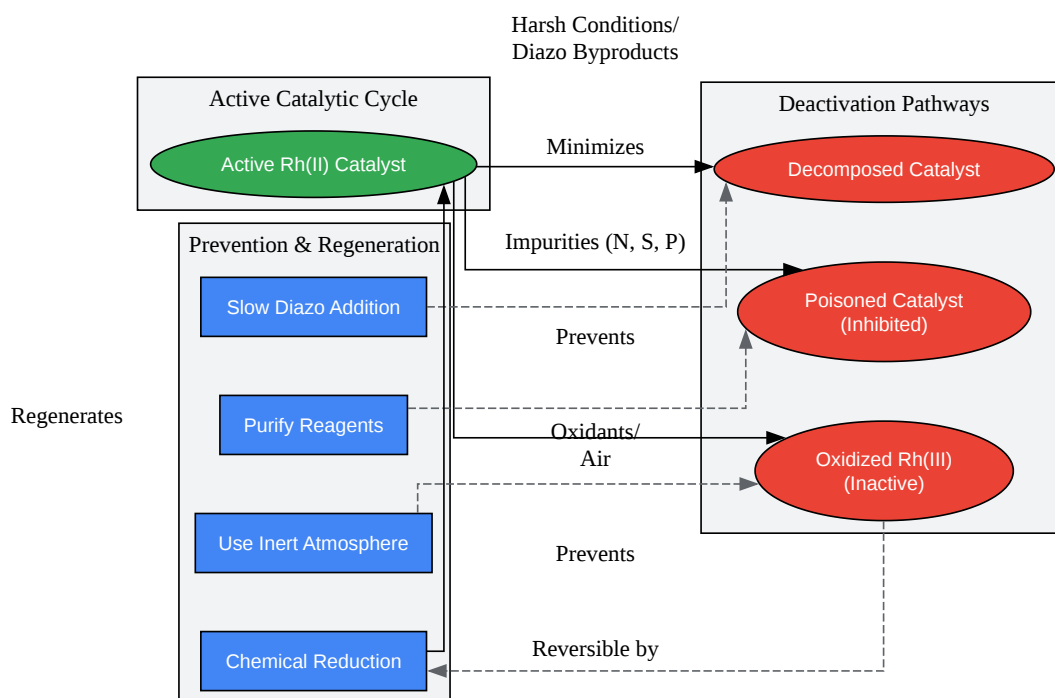 Harsh Conditions/
Diazo Byproducts
Active Catalytic Cycle
Deactivation Pathways
Active Rh(II) Catalyst
Minimizes
Decomposed Catalyst
Prevention & Regeneration
Impurities (N, S, P)
Slow Diazo Addition
Poisoned Catalyst
(Inhibited)
Prevents
Regenerates
Purify Reagents
Oxidants/
Air
Oxidized Rh(III)
(Inactive)
Use Inert Atmosphere
Prevents
Chemical Reduction
Reversible by